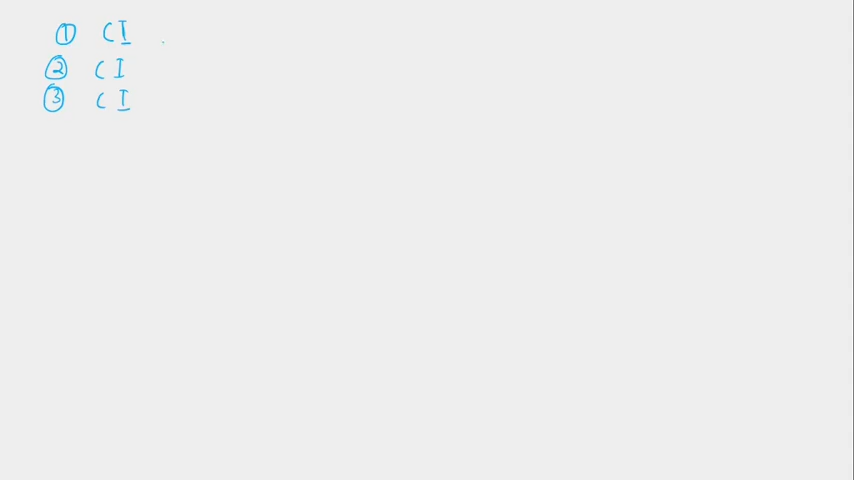 ① CI
② CI
③ CI